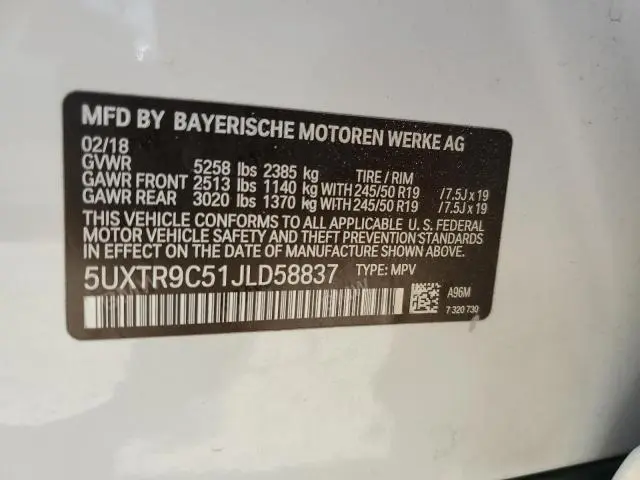 MFD BY BAYERISCHE MOTOREN WERKE AG
02/18
GVWR 5258 lbs 2385 kg TIRE / RIM
GAWR FRONT 2513 lbs 1140 kg WITH 245/50 R19 /7.5J x 19
GAWR REAR 3020 lbs 1370 kg WITH 245/50 R19 /7.5J x 19
THIS VEHICLE CONFORMS TO ALL APPLICABLE U. S. FEDERAL
MOTOR VEHICLE SAFETY AND THEFT PREVENTION STANDARDS
IN EFFECT ON THE DATE OF MANUFACTURE SHOWN ABOVE.
5UXTR9C51JLD58837 TYPE: MPV
A96M
7 320 730